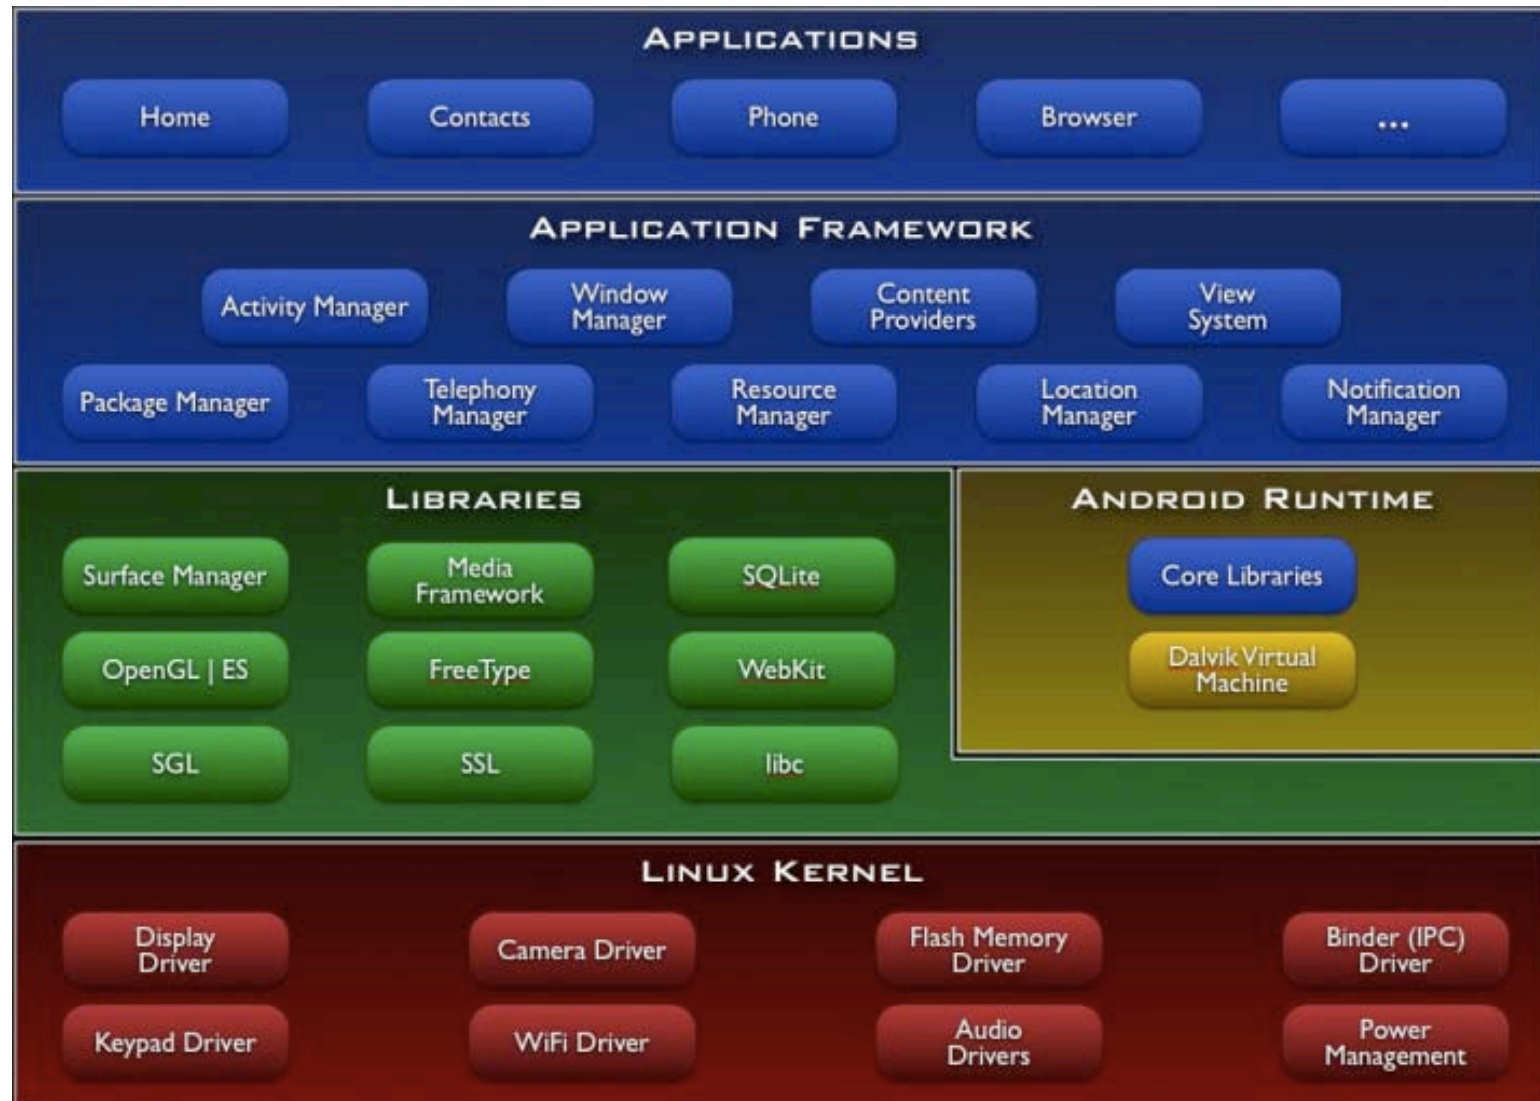 APPLICATIONS
Home
Contacts
Phone
Browser
...
APPLICATION FRAMEWORK
Activity Manager
Window
Manager
Content
Providers
View
System
Package Manager
Telephony
Manager
Resource
Manager
Location
Manager
Notification
Manager
LIBRARIES
Surface Manager
Media
Framework
SQLite
OpenGL | ES
FreeType
WebKit
SGL
SSL
libc
ANDROID RUNTIME
Core Libraries
Dalvik Virtual
Machine
LINUX KERNEL
Display
Driver
Camera Driver
Flash Memory
Driver
Binder (IPC)
Driver
Keypad Driver
WiFi Driver
Audio
Drivers
Power
Management